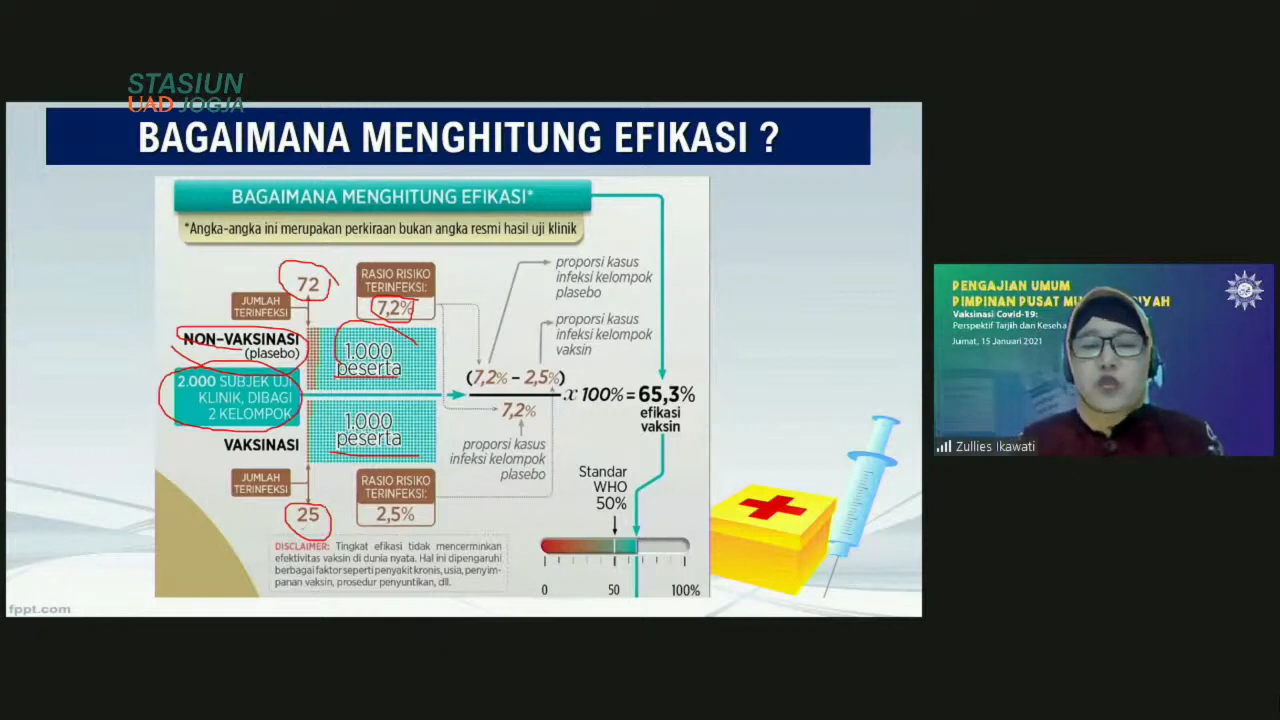 STASIUN
UAD JOGJA
BAGAIMANA MENGHITUNG EFIKASI ?
BAGAIMANA MENGHITUNG EFIKASI*
*Angka-angka ini merupakan perkiraan bukan angka resmi hasil uji klinik
72
JUMLAH
TERINFEKSI
RASIO RISIKO
TERINFEKSI:
7,2%
NON-VAKSINASI
(plasebo)
1.000
peserta
2.000 SUBJEK UJI
KLINIK, DIBAGI
2 KELOMPOK
VAKSINASI
1.000
peserta
JUMLAH
TERINFEKSI
25
RASIO RISIKO
TERINFEKSI:
2,5%
proporsi kasus
infeksi kelompok
plasebo
proporsi kasus
infeksi kelompok
vaksin
(7,2% – 2,5%)
7,2%
x 100% = 65,3%
efikasi
vaksin
proporsi kasus
infeksi kelompok
plasebo
Standar
WHO
50%
0 50 100%
DISCLAIMER: Tingkat efikasi tidak mencerminkan
efektivitas vaksin di dunia nyata. Hal ini dipengaruhi
berbagai faktor seperti penyakit kronis, usia, penyim-
panan vaksin, prosedur penyuntikan, dll.
fppt.com
PENGAJIAN UMUM
PIMPINAN PUSAT
Vaksinasi Covid-19:
Perspektif Tarjih dan
Jumat, 15 Januari 2021
Zullies Ikawati